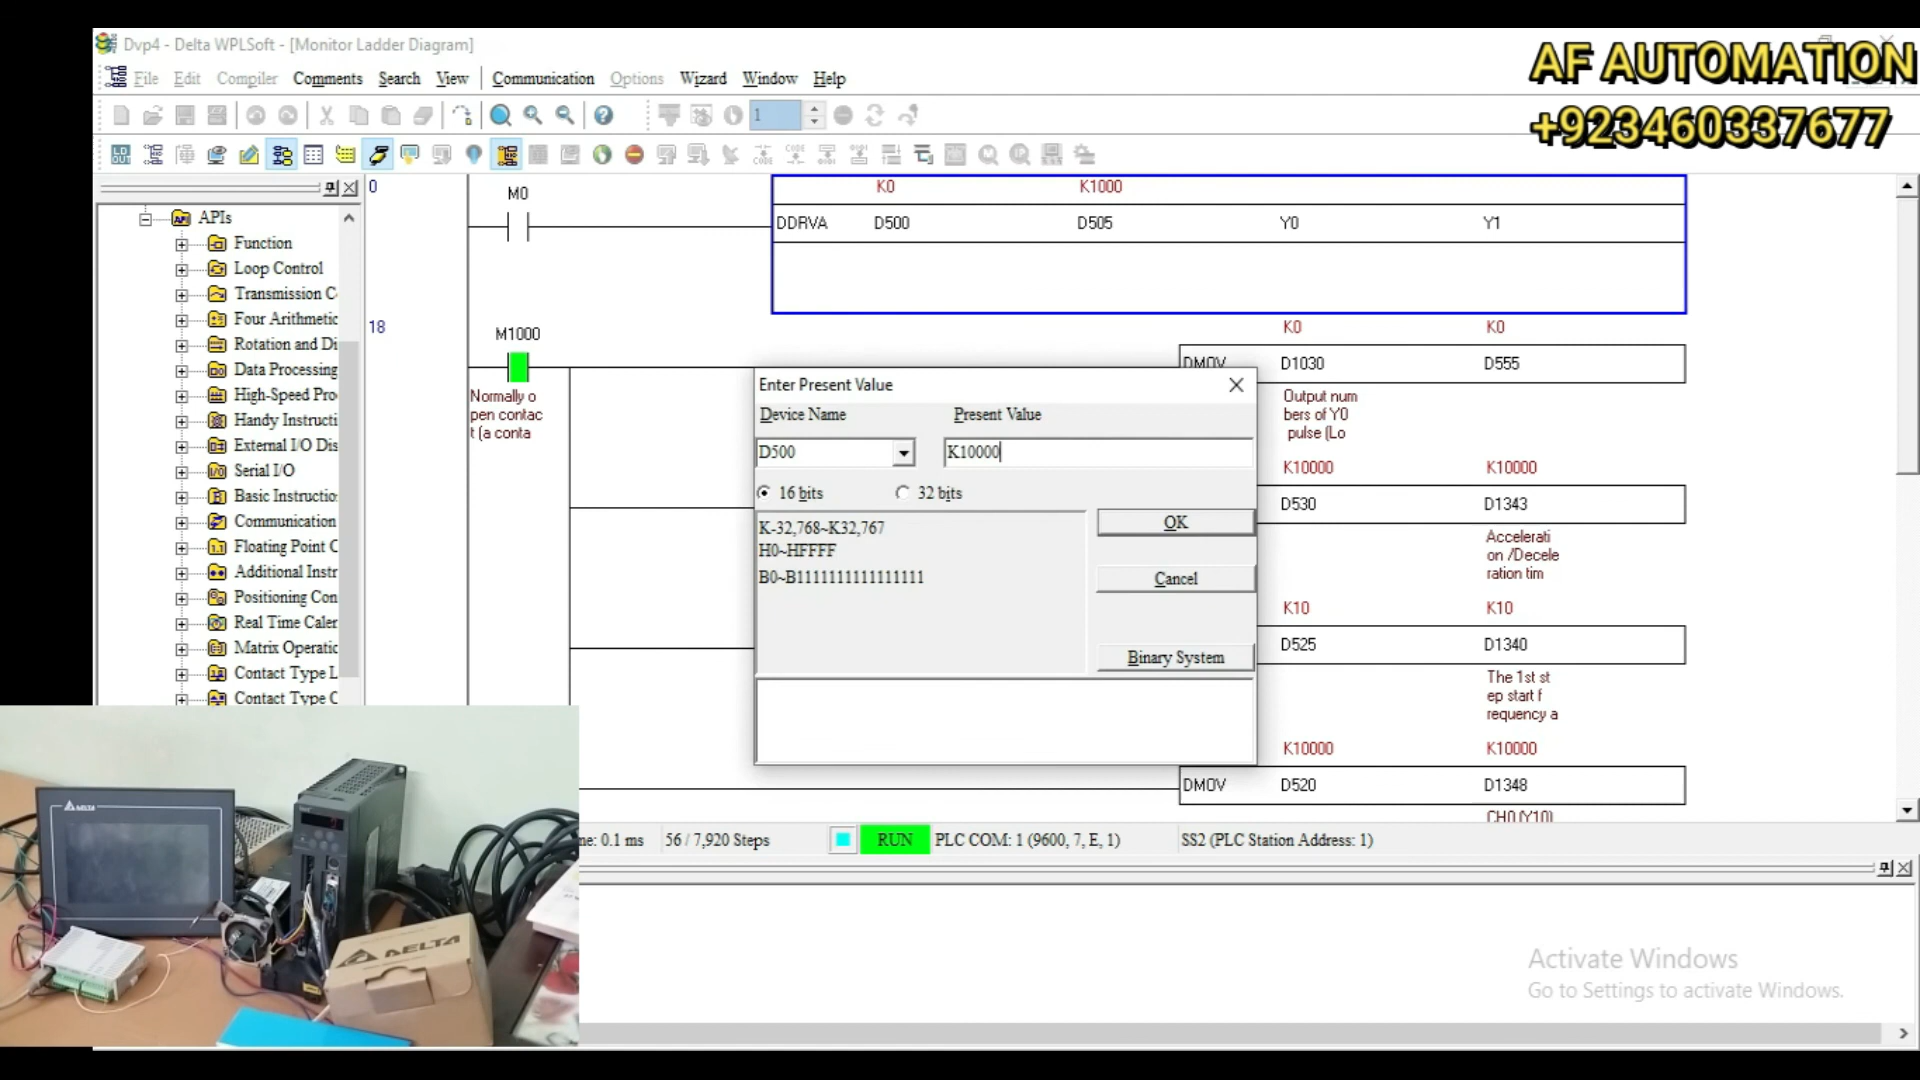 Dvp4 - Delta WPLSoft - [Monitor Ladder Diagram]
AF AUTOMATION
+923460337677
File Edit Compiler Comments Search View Communication Options Wizard Window Help
1
APIs
Function
Loop Control
Transmission C
Four Arithmetic
Rotation and Di
Data Processing
High-Speed Pro
Handy Instructi
External I/O Dis
Serial I/O
Basic Instructio
Communication
Floating Point C
Additional Instr
Positioning Con
Real Time Caler
Matrix Operatic
Contact Type L
Contact Type C
0
M0
K0 K1000
DDRVA D500 D505 Y0 Y1
18
M1000
Normally o
pen contac
t (a conta
K0 K0
DMOV D1030 D555
Output num
bers of Y0
pulse (Lo
K10000 K10000
D530 D1343
Accelerati
on /Decele
ration tim
K10 K10
D525 D1340
The 1st st
ep start f
requency a
K10000 K10000
DMOV D520 D1348
CH0 (Y10)
Enter Present Value
Device Name Present Value
D500 K10000
16 bits 32 bits
K-32,768~K32,767
H0~HFFFF
B0~B1111111111111111
OK
Cancel
Binary System
ne: 0.1 ms 56 / 7,920 Steps RUN PLC COM: 1 (9600, 7, E, 1) SS2 (PLC Station Address: 1)
Activate Windows
Go to Settings to activate Windows.
DELTA
DELTA